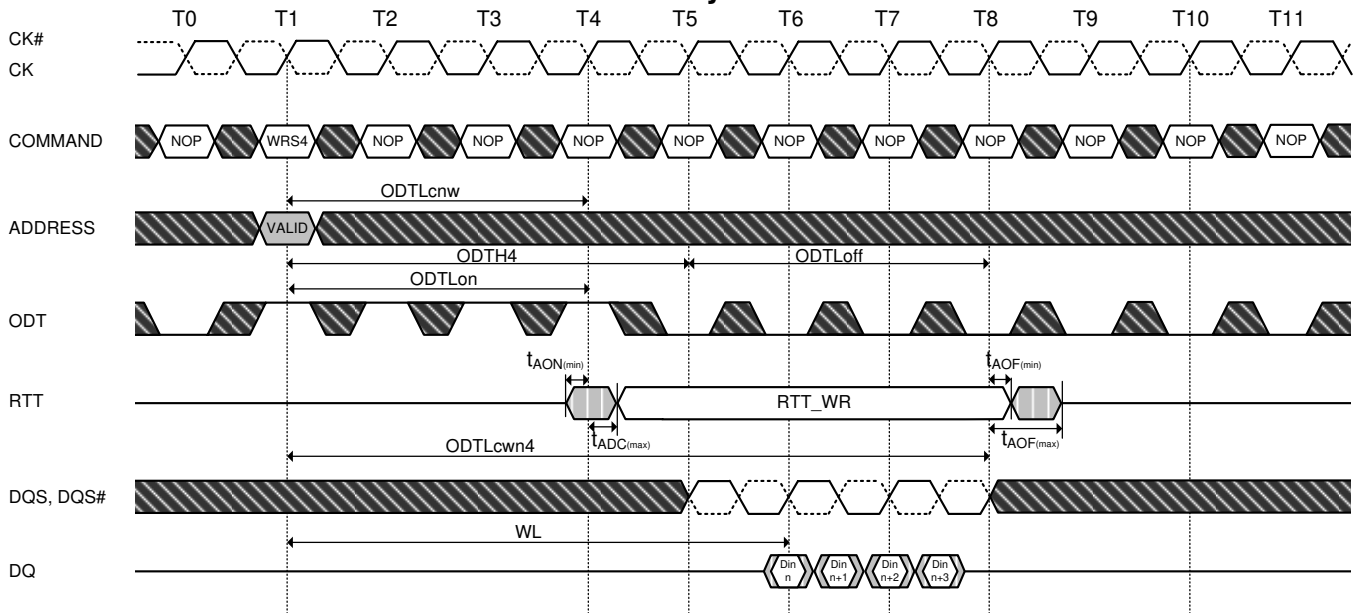 T0 T1 T2 T3 T4 T5 T6 T7 T8 T9 T10 T11
CK#
CK
COMMAND NOP WRS4 NOP NOP NOP NOP NOP NOP NOP NOP NOP NOP
ODTLcnw
ADDRESS VALID
ODTH4 ODTLoff
ODTLon
ODT
tAON(min) tAOF(min)
RTT RTT_WR
tADC(max) tAOF(max)
ODTLcwn4
DQS, DQS#
WL
DQ Din n Din n+1 Din n+2 Din n+3